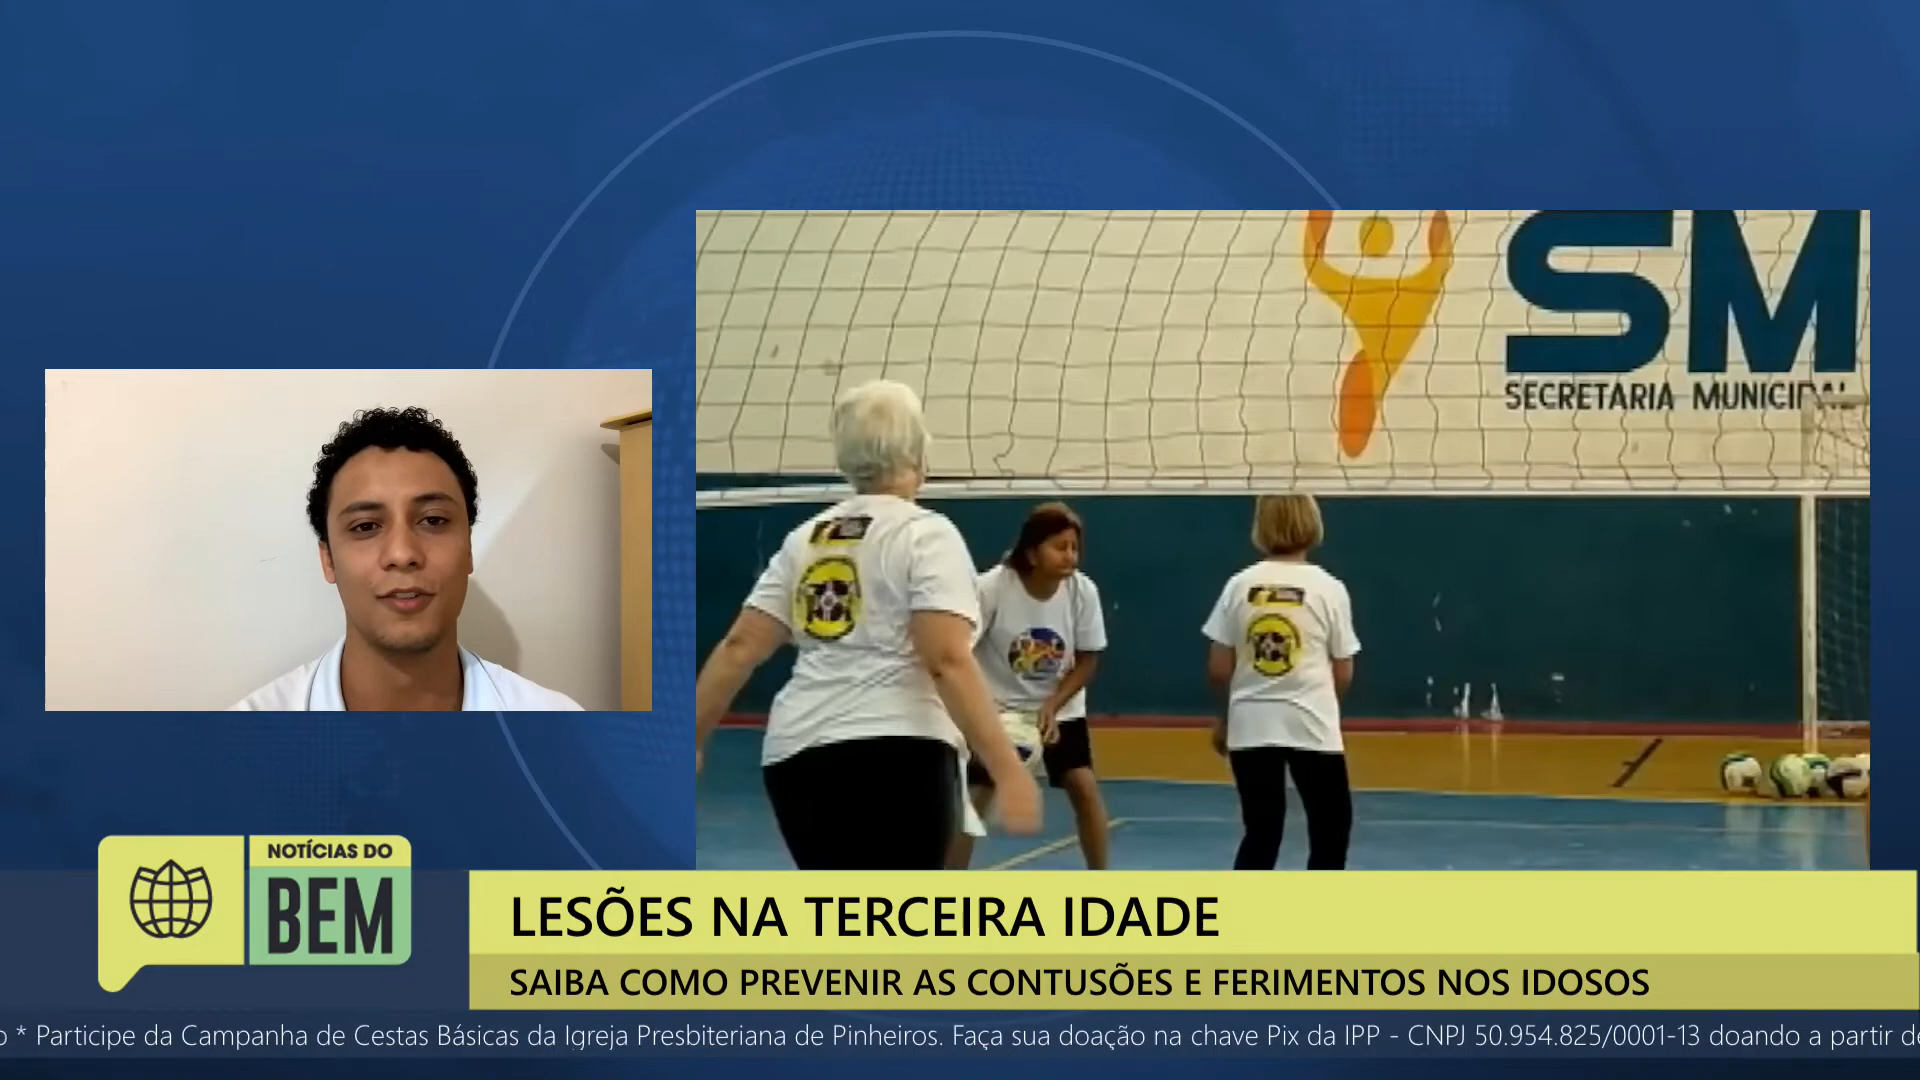 SM
SECRETARIA MUNICIPAL
NOTÍCIAS DO
BEM
LESÕES NA TERCEIRA IDADE
SAIBA COMO PREVENIR AS CONTUSÕES E FERIMENTOS NOS IDOSOS
o * Participe da Campanha de Cestas Básicas da Igreja Presbiteriana de Pinheiros. Faça sua doação na chave Pix da IPP - CNPJ 50.954.825/0001-13 doando a partir de